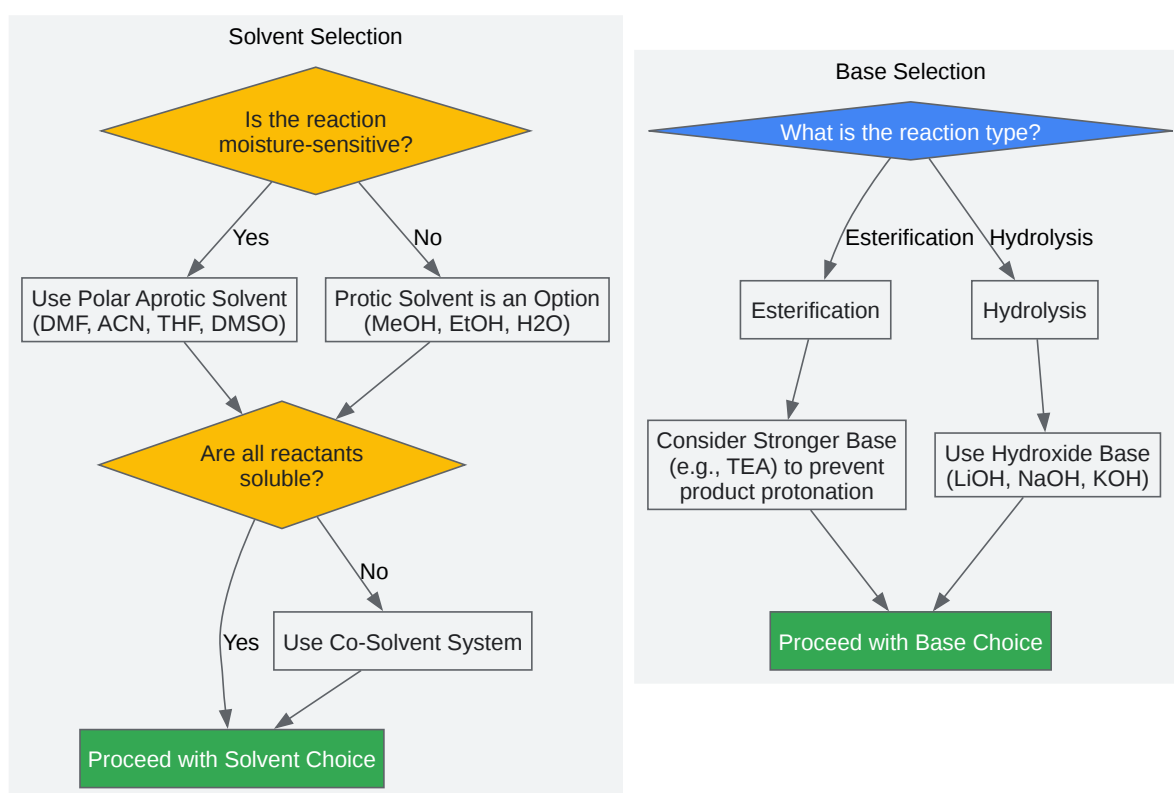 Solvent Selection
Is the reaction
moisture-sensitive?
Yes
No
Use Polar Aprotic Solvent
(DMF, ACN, THF, DMSO)
Protic Solvent is an Option
(MeOH, EtOH, H2O)
Are all reactants
soluble?
No
Yes
Use Co-Solvent System
Proceed with Solvent Choice
Base Selection
What is the reaction type?
Esterification
Hydrolysis
Esterification
Hydrolysis
Consider Stronger Base
(e.g., TEA) to prevent
product protonation
Use Hydroxide Base
(LiOH, NaOH, KOH)
Proceed with Base Choice